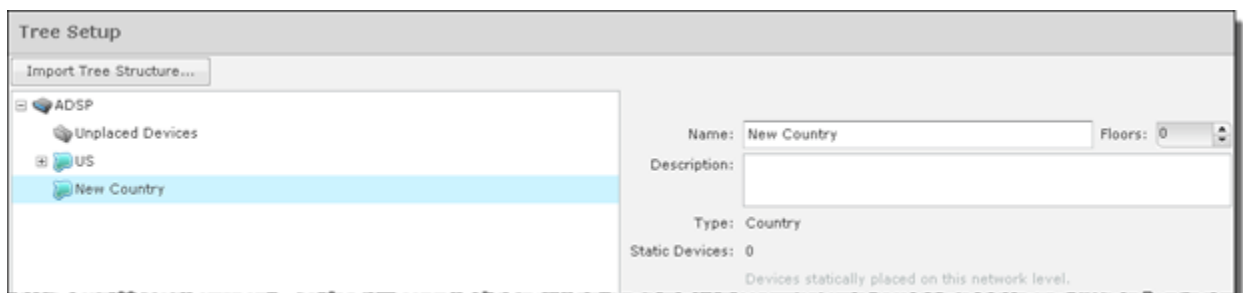 Tree Setup
Import Tree Structure...
ADSP
Unplaced Devices
US
New Country
Name: New Country Floors: 0
Description:
Type: Country
Static Devices: 0
Devices statically placed on this network level.